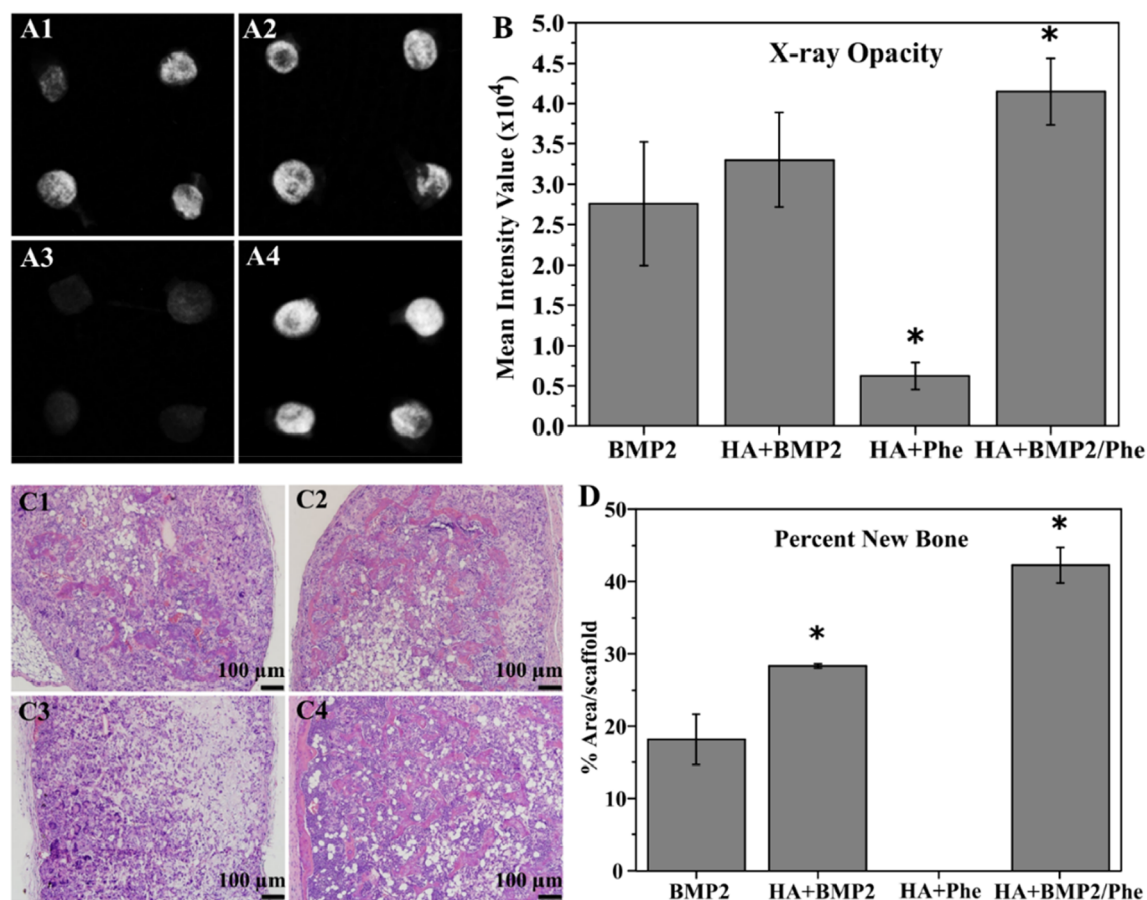 A1
A2
A3
A4
B
X-ray Opacity
Mean Intensity Value (x10⁴)
5.0
4.5
4.0
3.5
3.0
2.5
2.0
1.5
1.0
0.5
0.0
*
*
BMP2 HA+BMP2 HA+Phe HA+BMP2/Phe
C1
100 µm
C2
100 µm
C3
100 µm
C4
100 µm
D
Percent New Bone
% Area/scaffold
50
40
30
20
10
0
*
*
BMP2 HA+BMP2 HA+Phe HA+BMP2/Phe